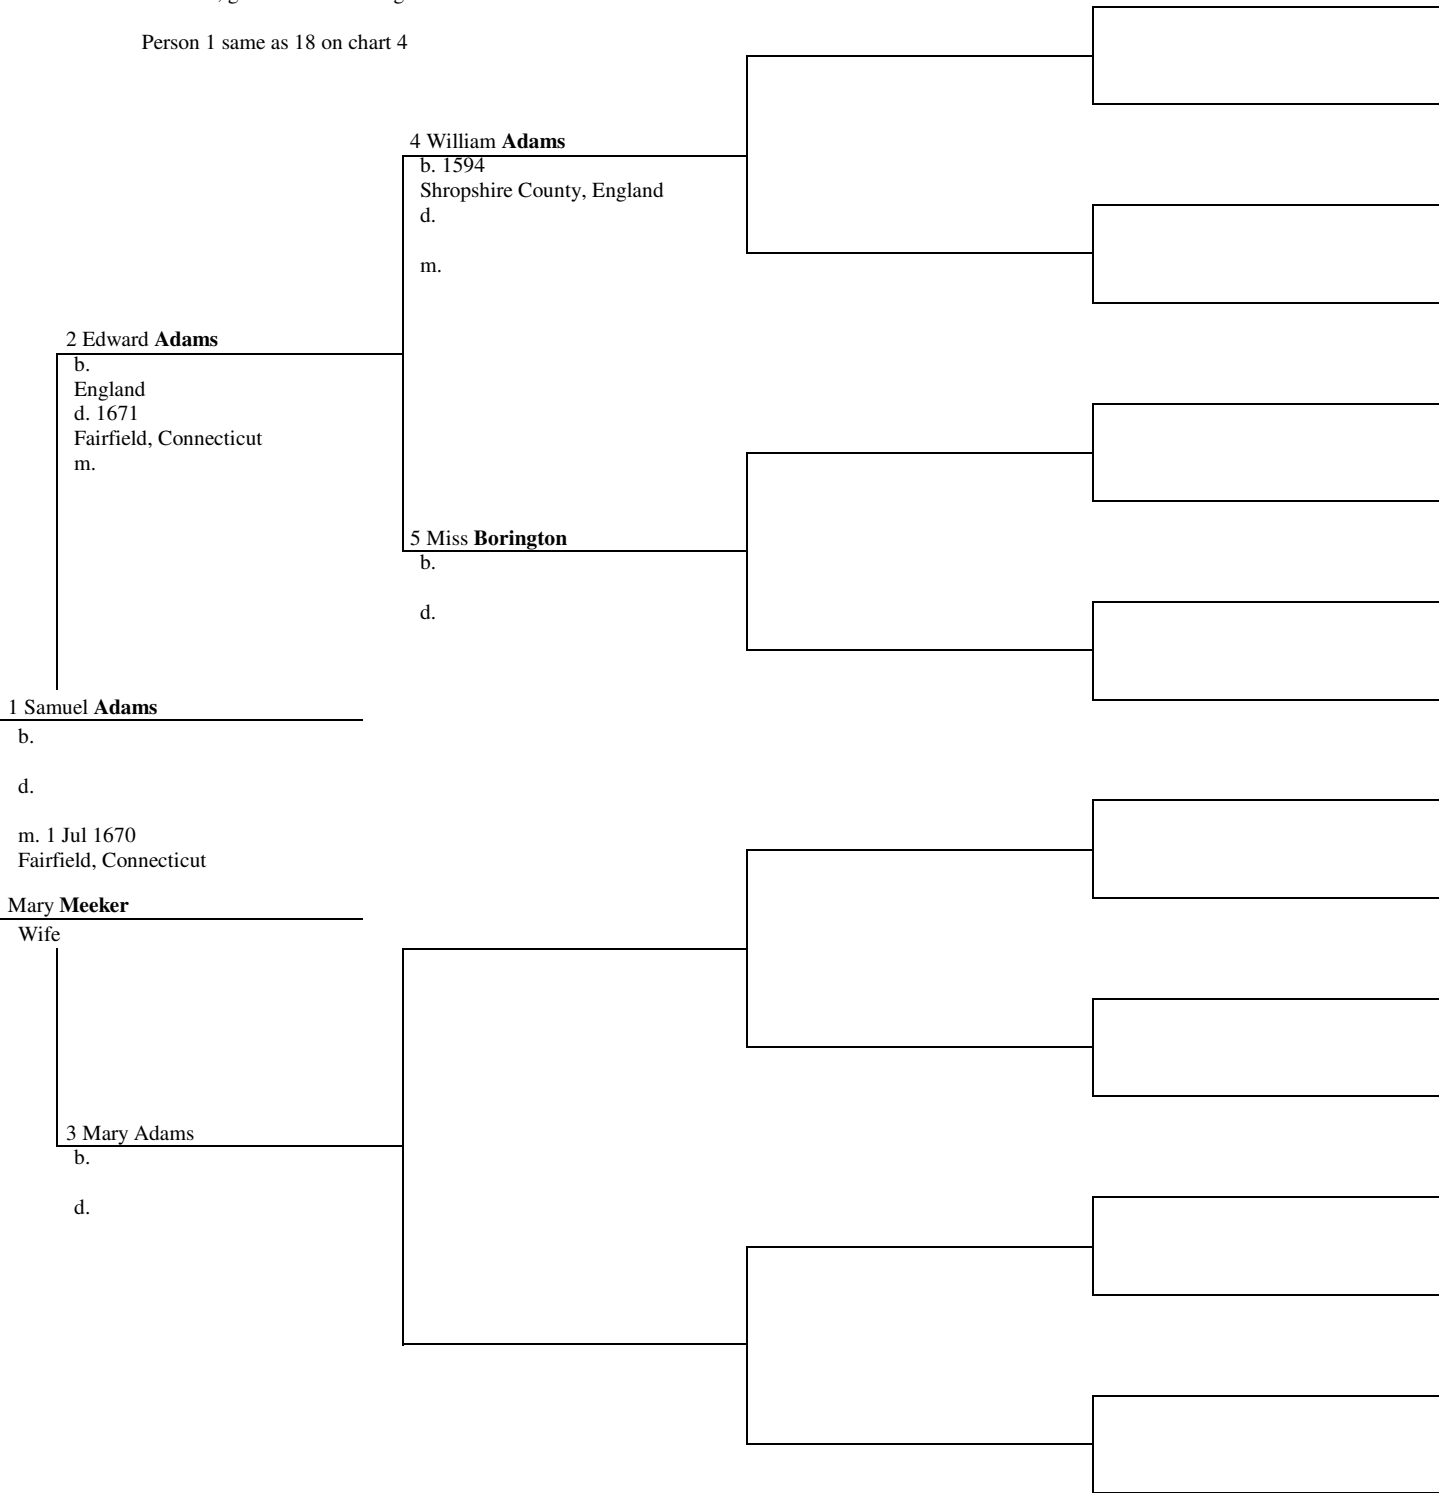 Person 1 same as 18 on chart 4
4 William Adams
b. 1594
Shropshire County, England
d.
m.
2 Edward Adams
b.
England
d. 1671
Fairfield, Connecticut
m.
5 Miss Borington
b.
d.
1 Samuel Adams
b.
d.
m. 1 Jul 1670
Fairfield, Connecticut
Mary Meeker
Wife
3 Mary Adams
b.
d.